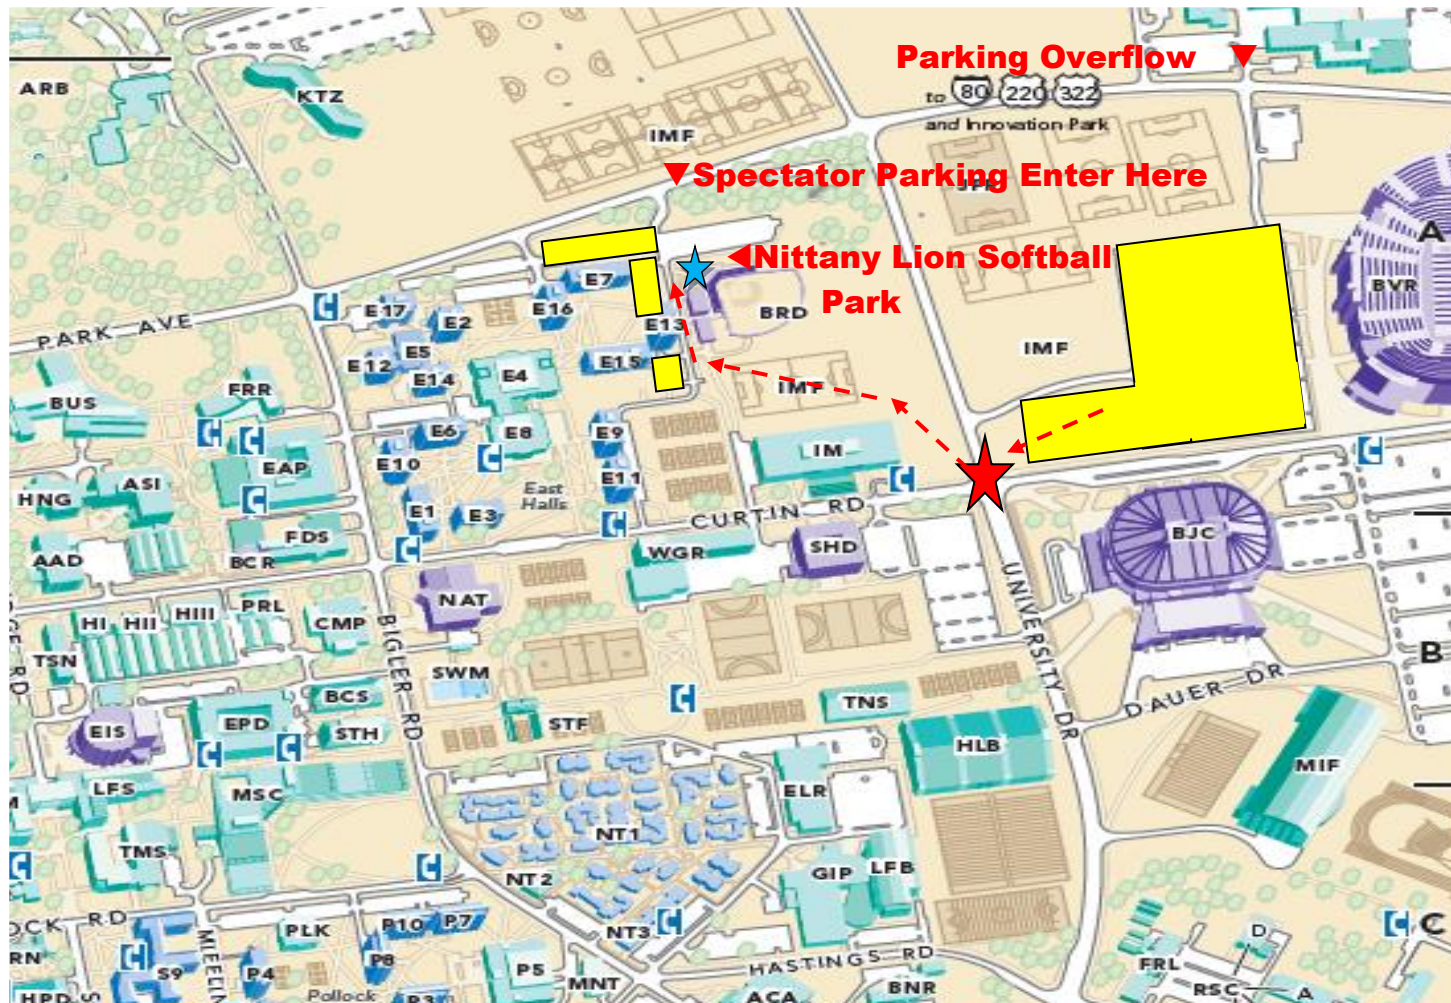 Parking Overflow
ARB
KTZ
to 80 220 322
and Innovation Park
IMF
Spectator Parking Enter Here
A
Nittany Lion Softball
Park
BVR
E7
E17
E16
BRD
E2
E13
PARK AVE
E5
E12
E15
IMF
E14
E4
IMF
FRR
BUS
E6
E8
E9
IM
E10
EAP
E11
ASI
HNG
East
Halls
E1
E3
CURTIN RD
FDS
BJC
AAD
BCR
WGR
SHD
NAT
UNIVERSITY DR
PRL
HIII
HII
HI
CMP
BIGLER RD
TSN
B
SWM
BCS
DAUER DR
TNS
EPD
STF
EIS
STH
HLB
MIF
LFS
MSC
ELR
NT1
TMS
GIP
LFB
NT2
P10
P7
OCK RD
PLK
NT3
D
C
RN
P8
HASTINGS RD
S9
P4
P5
FRL
MNT
BNR
RSC
A
HPD
Pollock
P3
ACA